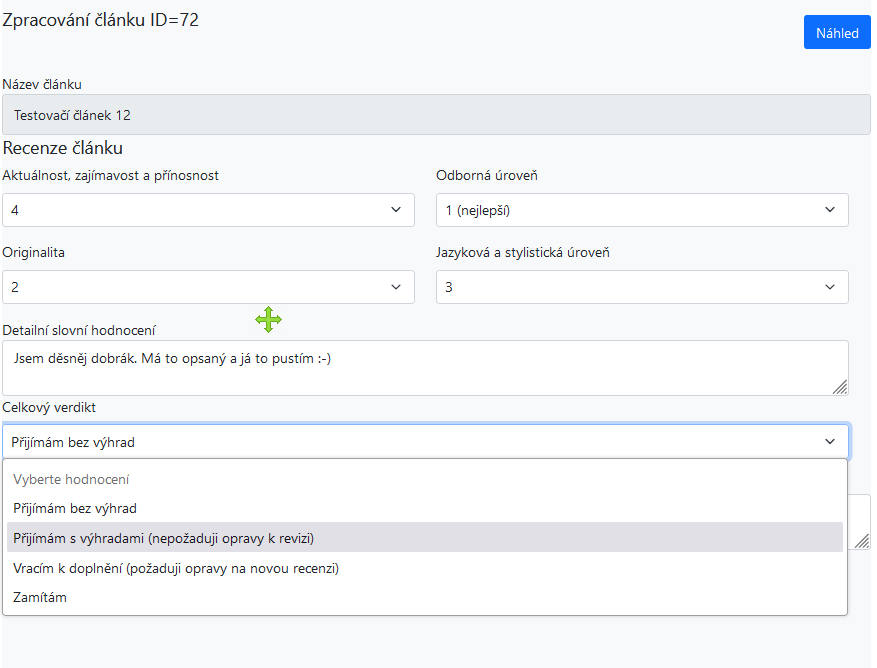 Zpracování článku ID=72
Náhled
Název článku
Testovačí článek 12
Recenze článku
Aktuálnost, zajímavost a přínosnost
Odborná úroveň
4
1 (nejlepší)
Originalita
Jazyková a stylistická úroveň
2
3
Detailní slovní hodnocení
Jsem děsněj dobrák. Má to opsaný a já to pustím :-)
Celkový verdikt
Přijímám bez výhrad
Vyberte hodnocení
Přijímám bez výhrad
Přijímám s výhradami (nepožaduji opravy k revizi)
Vracím k doplnění (požaduji opravy na novou recenzi)
Zamítám